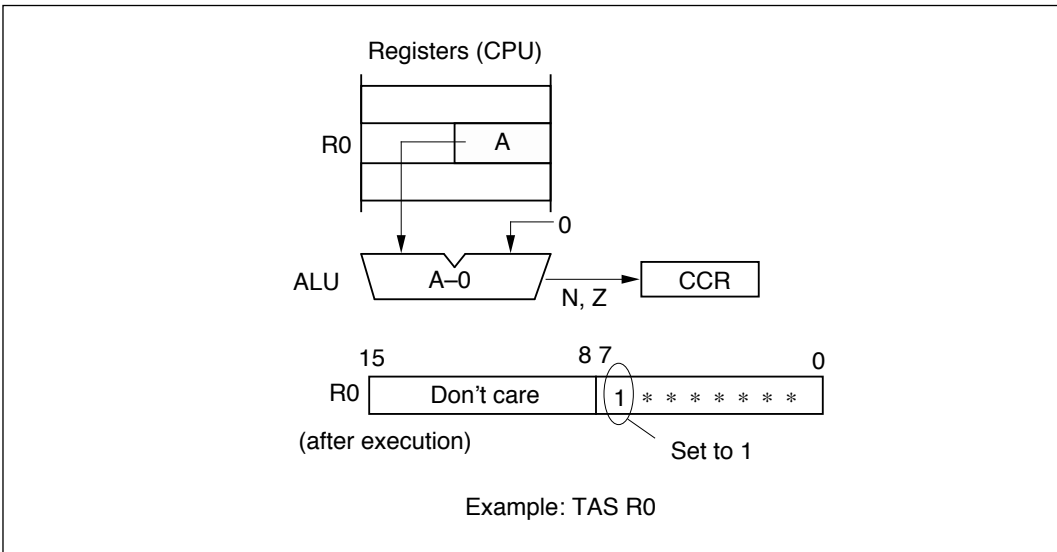 Registers (CPU)
R0 A
0
ALU A–0 N, Z CCR
15 8 7 0
R0 Don't care 1 * * * * * * *
(after execution) Set to 1
Example: TAS R0